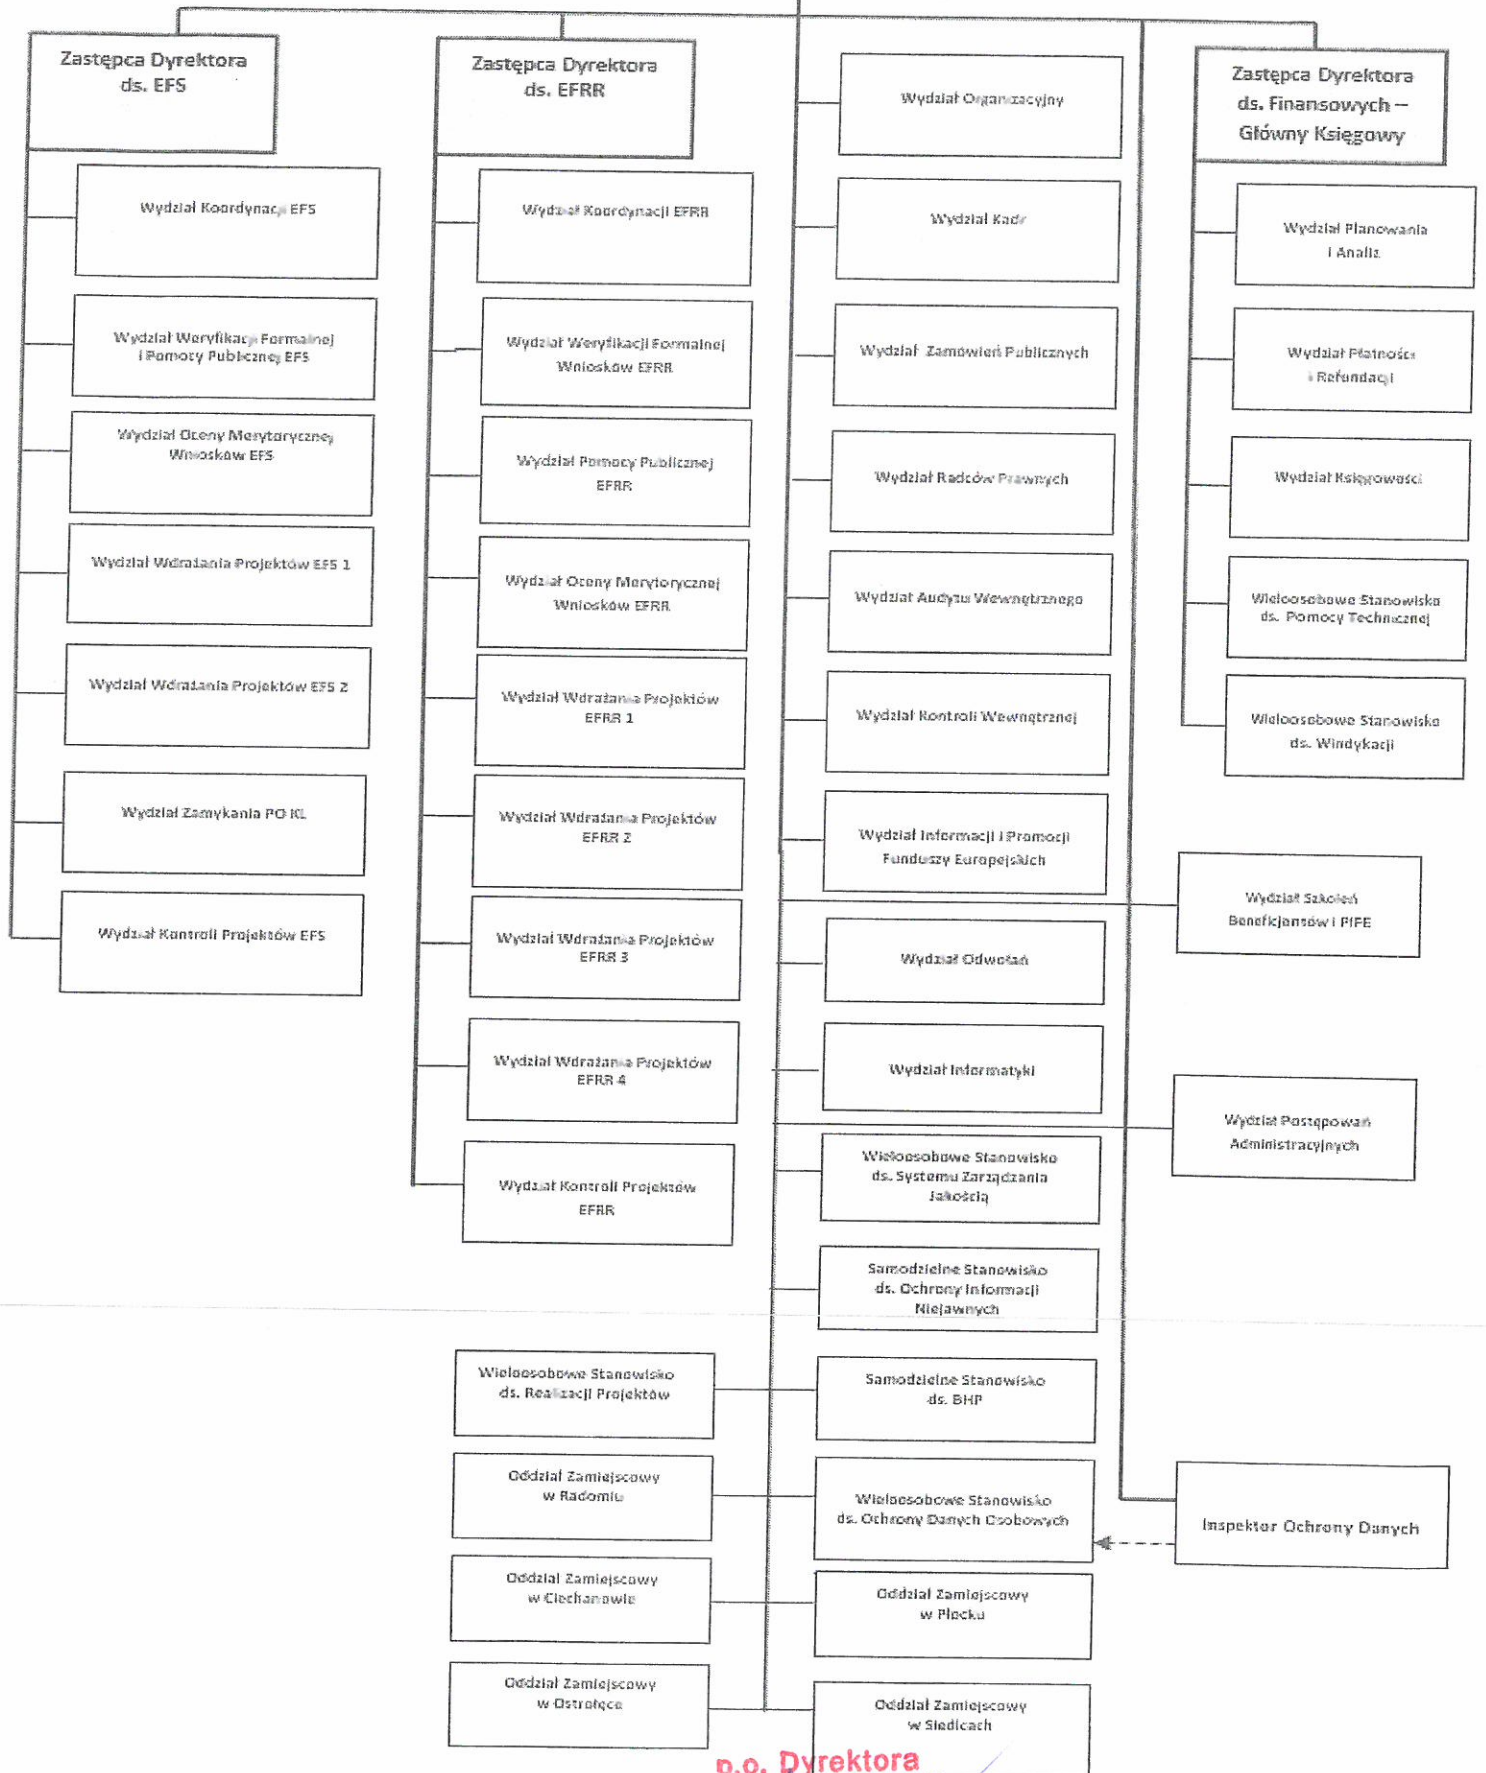 Zastępca Dyrektora
ds. EFS
Wydział Koordynacji EFS
Wydział Weryfikacji Formalnej
i Pomocy Publicznej EFS
Wydział Oceny Merytorycznej
Wniosków EFS
Wydział Wdrażania Projektów EFS 1
Wydział Wdrażania Projektów EFS 2
Wydział Zamykania PO KL
Wydział Kontroli Projektów EFS
Zastępca Dyrektora
ds. EFRR
Wydział Koordynacji EFRR
Wydział Weryfikacji Formalnej
Wniosków EFRR
Wydział Pomocy Publicznej
EFRR
Wydział Oceny Merytorycznej
Wniosków EFRR
Wydział Wdrażania Projektów
EFRR 1
Wydział Wdrażania Projektów
EFRR 2
Wydział Wdrażania Projektów
EFRR 3
Wydział Wdrażania Projektów
EFRR 4
Wydział Kontroli Projektów
EFRR
Wydział Organizacyjny
Wydział Kadr
Wydział Zamówień Publicznych
Wydział Radców Prawnych
Wydział Audytu Wewnętrznego
Wydział Kontroli Wewnętrznej
Wydział Informacji i Promocji
Funduszy Europejskich
Wydział Odwołań
Wydział Informatyki
Wieloosobowe Stanowisko
ds. Systemu Zarządzania
Jakością
Samodzielne Stanowisko
ds. Ochrony Informacji
Niejawnych
Zastępca Dyrektora
ds. Finansowych –
Główny Księgowy
Wydział Planowania
i Analiz
Wydział Płatności
i Refundacji
Wydział Księgowości
Wieloosobowe Stanowisko
ds. Pomocy Technicznej
Wieloosobowe Stanowisko
ds. Windykacji
Wydział Szkoleń
Beneficjentów i PIFE
Wydział Postępowań
Administracyjnych
Wieloosobowe Stanowisko
ds. Realizacji Projektów
Samodzielne Stanowisko
ds. BHP
Oddział Zamiejscowy
w Radomiu
Wieloosobowe Stanowisko
ds. Ochrony Danych Osobowych
Inspektor Ochrony Danych
Oddział Zamiejscowy
w Ciechanowie
Oddział Zamiejscowy
w Płocku
Oddział Zamiejscowy
w Ostrołęce
Oddział Zamiejscowy
w Siedlcach
p.o. Dyrektora